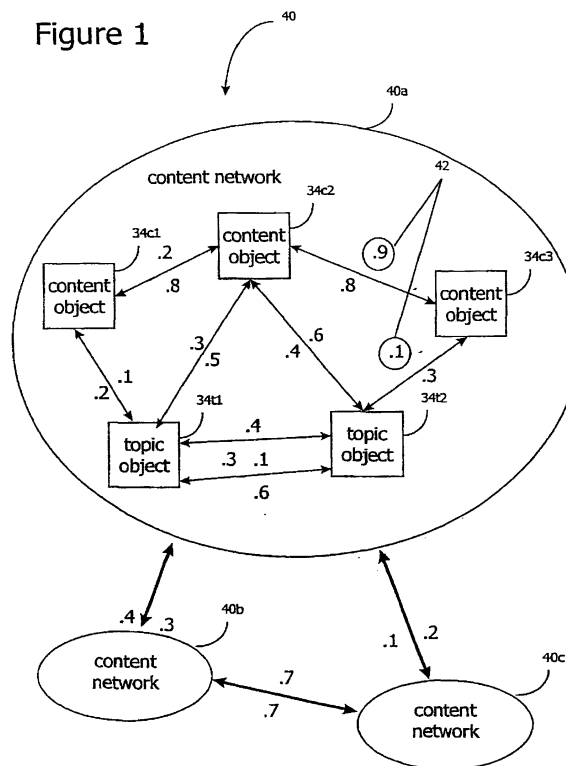 Figure 1
40
40a
content network
42
34c2
34c1
content
object
.2
.9
34c3
content
object
.8
.8
content
object
.3
.5
.6
.4
.1
.1
.2
.3
34t1
34t2
topic
object
.4
topic
object
.3 .1
.6
.4 .3
40b
.1 .2
content
network
.7
.7
40c
content
network